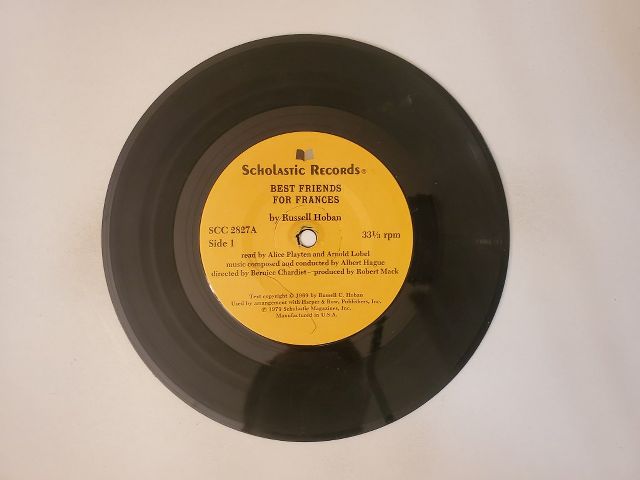 Scholastic Records®
BEST FRIENDS
FOR FRANCES
by Russell Hoban
SCC 2827A
Side 1
33⅓ rpm
read by Alice Playten and Arnold Lobel
music composed and conducted by Albert Hague
directed by Bernice Chardiet - produced by Robert Mack
Text copyright © 1969 by Russell C. Hoban
Used by arrangement with Harper & Row, Publishers, Inc.
℗ 1979 Scholastic Magazines, Inc.
Manufactured in U.S.A.